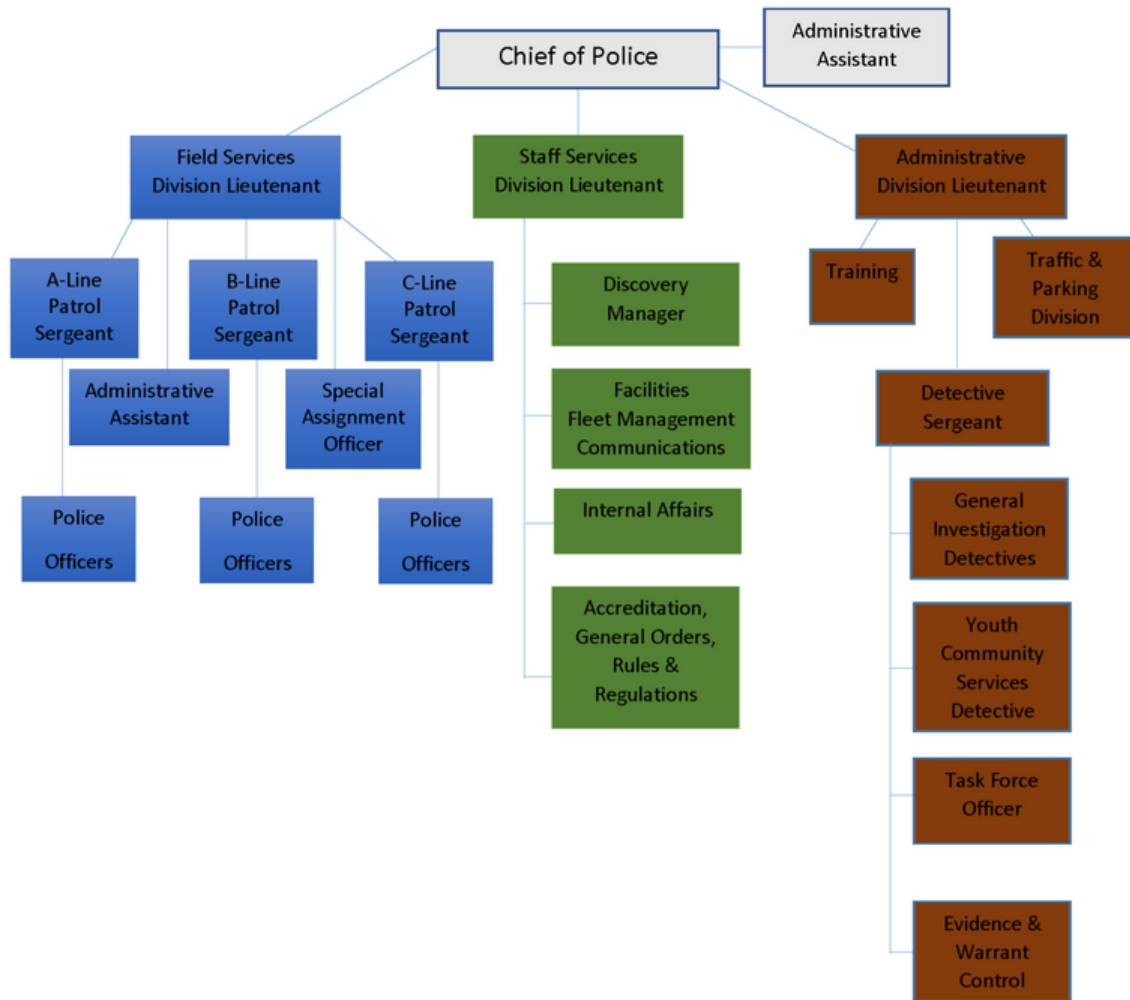 Chief of Police
Administrative
Assistant
Field Services
Division Lieutenant
Staff Services
Division Lieutenant
Administrative
Division Lieutenant
A-Line
Patrol
Sergeant
B-Line
Patrol
Sergeant
C-Line
Patrol
Sergeant
Administrative
Assistant
Special
Assignment
Officer
Police
Officers
Police
Officers
Police
Officers
Discovery
Manager
Facilities
Fleet Management
Communications
Internal Affairs
Accreditation,
General Orders,
Rules &
Regulations
Training
Traffic &
Parking
Division
Detective
Sergeant
General
Investigation
Detectives
Youth
Community
Services
Detective
Task Force
Officer
Evidence &
Warrant
Control